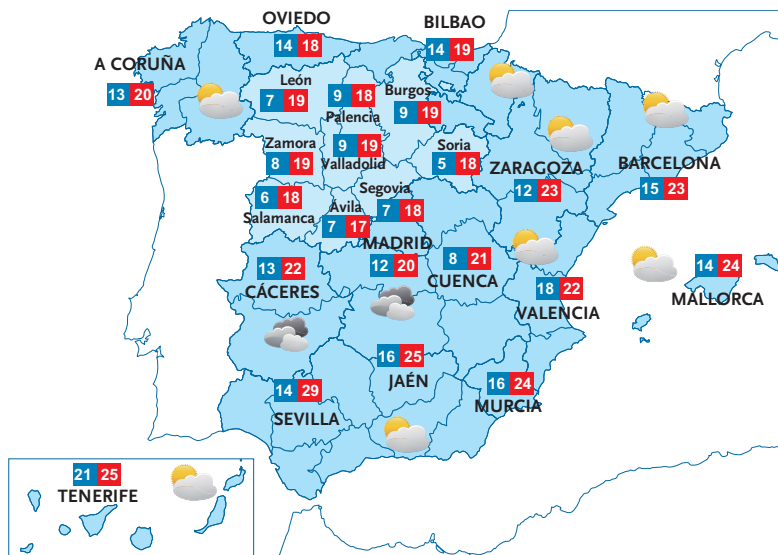 OVIEDO
14 18
BILBAO
14 19
A CORUÑA
13 20
León
7 19
9 18
Palencia
Burgos
9 19
Zamora
8 19
9 19
Valladolid
Soria
5 18
ZARAGOZA
12 23
BARCELONA
15 23
6 18
Salamanca
Ávila
7 17
Segovia
7 18
MADRID
12 20
8 21
CUENCA
13 22
CÁCERES
18 22
VALENCIA
14 24
MALLORCA
16 25
JAÉN
14 29
SEVILLA
16 24
MURCIA
21 25
TENERIFE